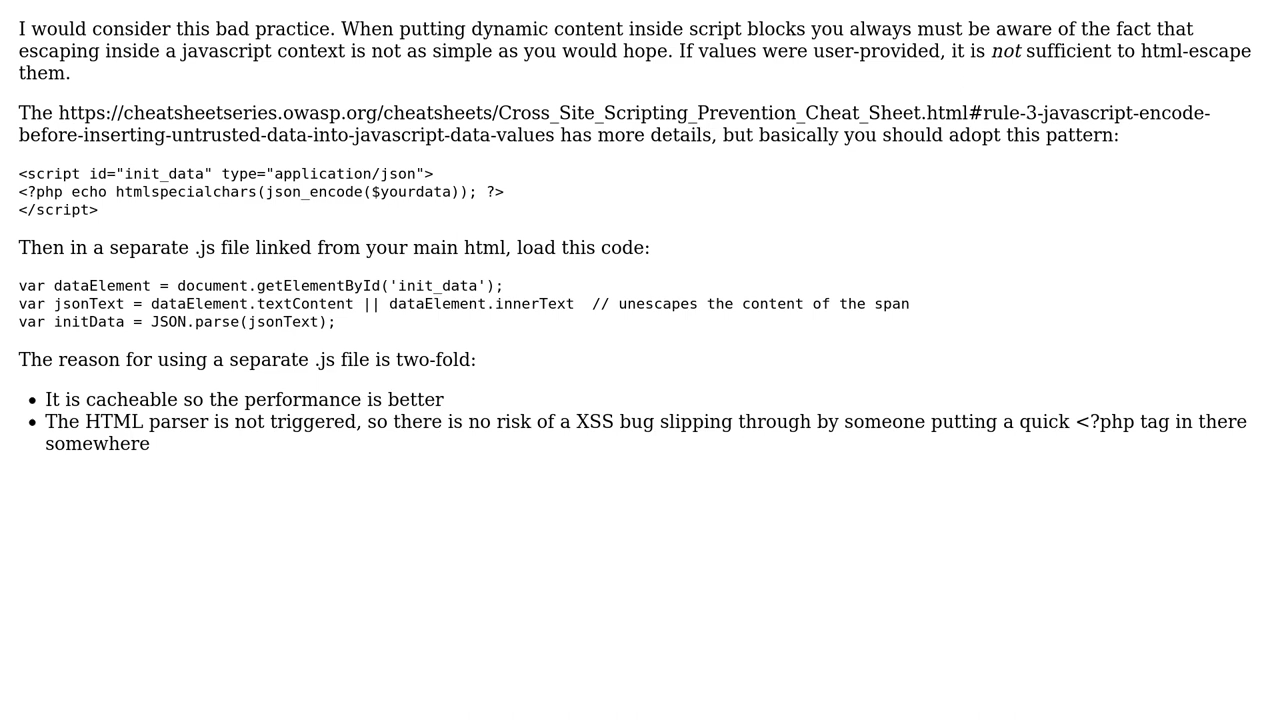 I would consider this bad practice. When putting dynamic content inside script blocks you always must be aware of the fact that
escaping inside a javascript context is not as simple as you would hope. If values were user-provided, it is not sufficient to html-escape
them.
The https://cheatsheetseries.owasp.org/cheatsheets/Cross_Site_Scripting_Prevention_Cheat_Sheet.html#rule-3-javascript-encode-
before-inserting-untrusted-data-into-javascript-data-values has more details, but basically you should adopt this pattern:
<script id="init_data" type="application/json">
<?php echo htmlspecialchars(json_encode($yourdata)); ?>
</script>
Then in a separate .js file linked from your main html, load this code:
var dataElement = document.getElementById('init_data');
var jsonText = dataElement.textContent || dataElement.innerText  // unescapes the content of the span
var initData = JSON.parse(jsonText);
The reason for using a separate .js file is two-fold:
• It is cacheable so the performance is better
• The HTML parser is not triggered, so there is no risk of a XSS bug slipping through by someone putting a quick <?php tag in there
somewhere